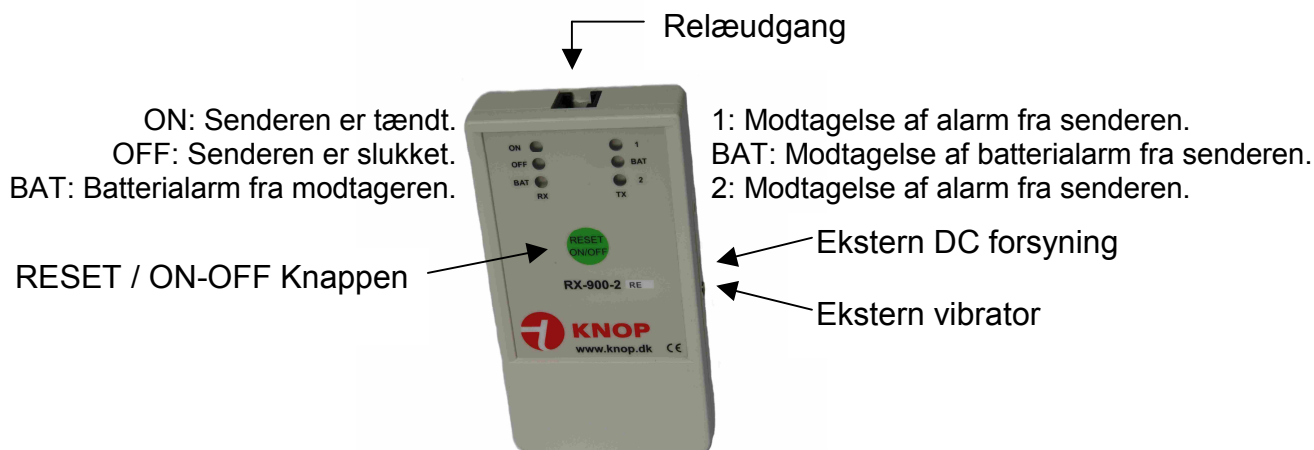 Relæudgang
ON: Senderen er tændt.
OFF: Senderen er slukket.
BAT: Batterialarm fra modtageren.
1: Modtagelse af alarm fra senderen.
BAT: Modtagelse af batterialarm fra senderen.
2: Modtagelse af alarm fra senderen.
ON
OFF
BAT
RX
1
BAT
2
TX
RESET
ON/OFF
RESET / ON-OFF Knappen
Ekstern DC forsyning
Ekstern vibrator
RX-900-2 RE
KNOP
www.knop.dk CE